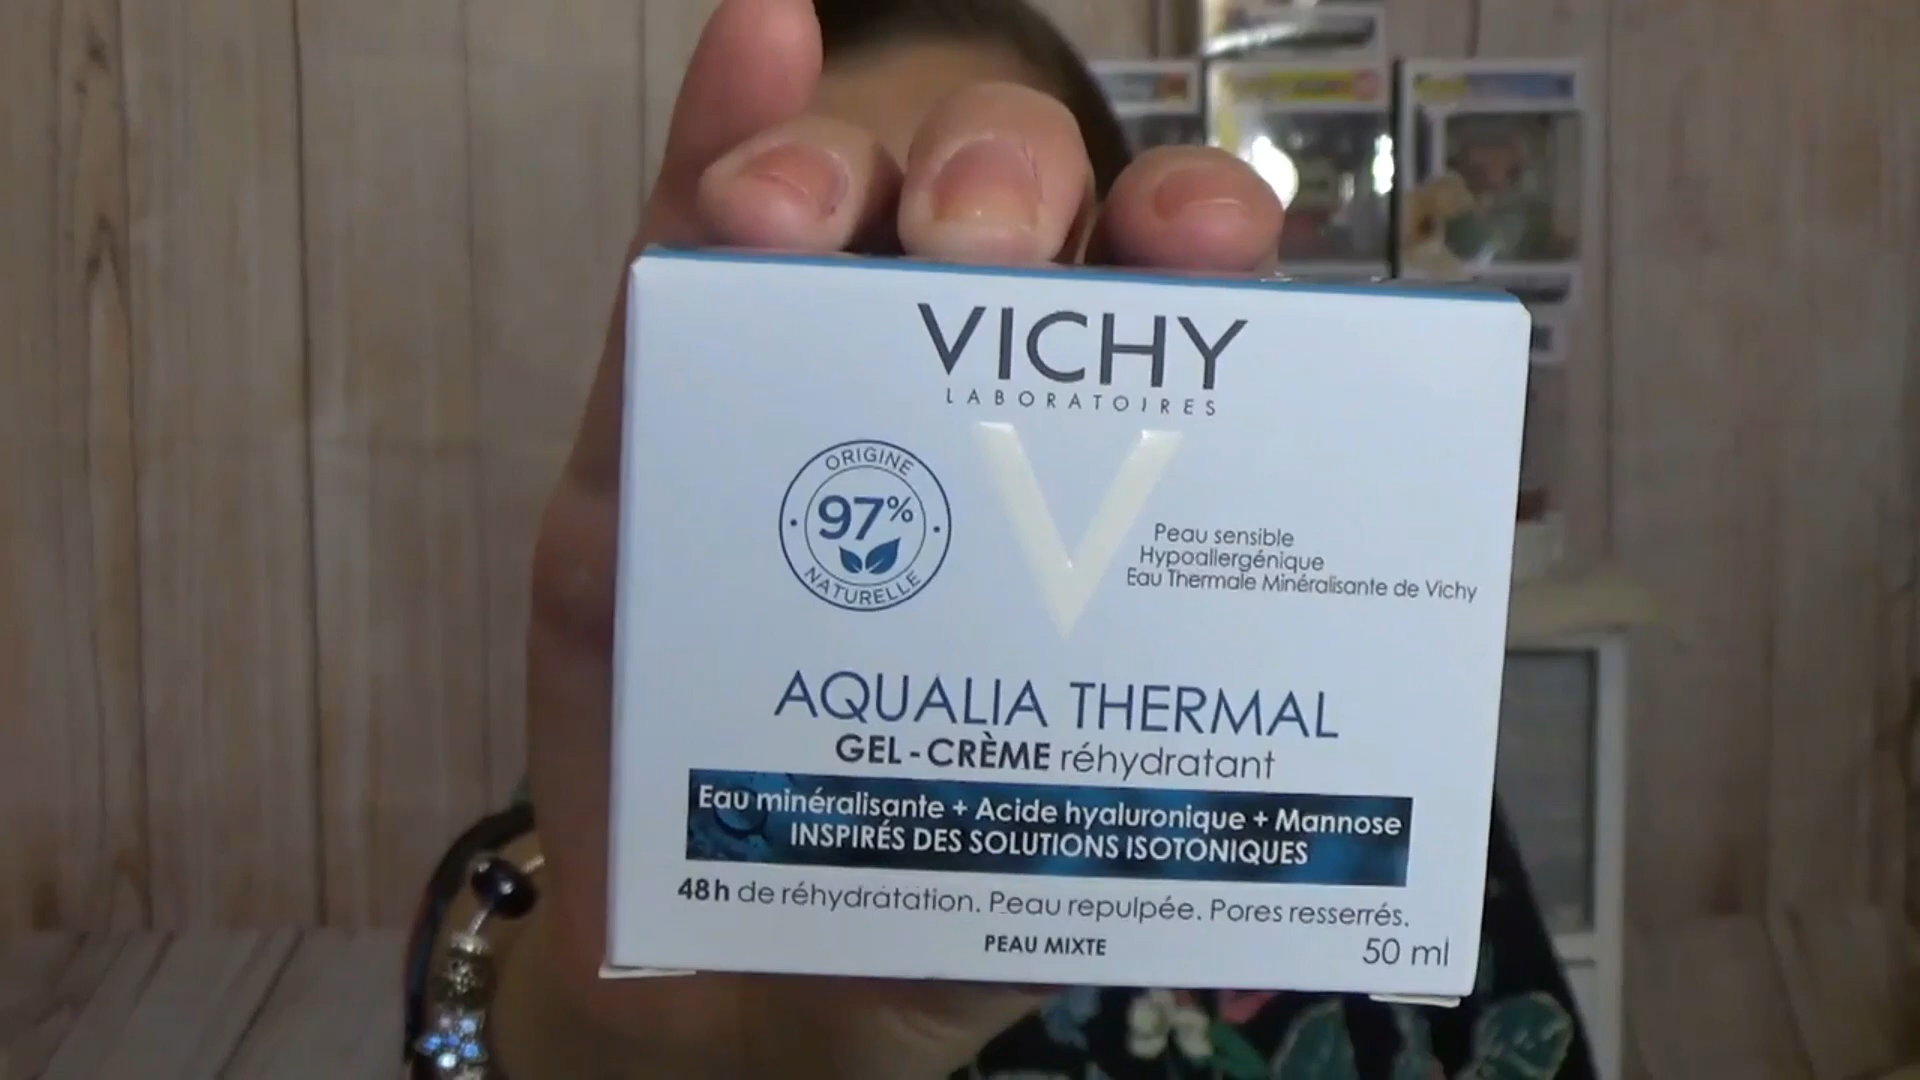 VICHY
LABORATOIRES
ORIGINE
97%
NATURELLE
Peau sensible
Hypoallergénique
Eau Thermale Minéralisante de Vichy
AQUALIA THERMAL
GEL-CRÈME réhydratant
Eau minéralisante + Acide hyaluronique + Mannose
INSPIRÉS DES SOLUTIONS ISOTONIQUES
48h de réhydratation. Peau repulpée. Pores resserrés.
PEAU MIXTE
50 ml